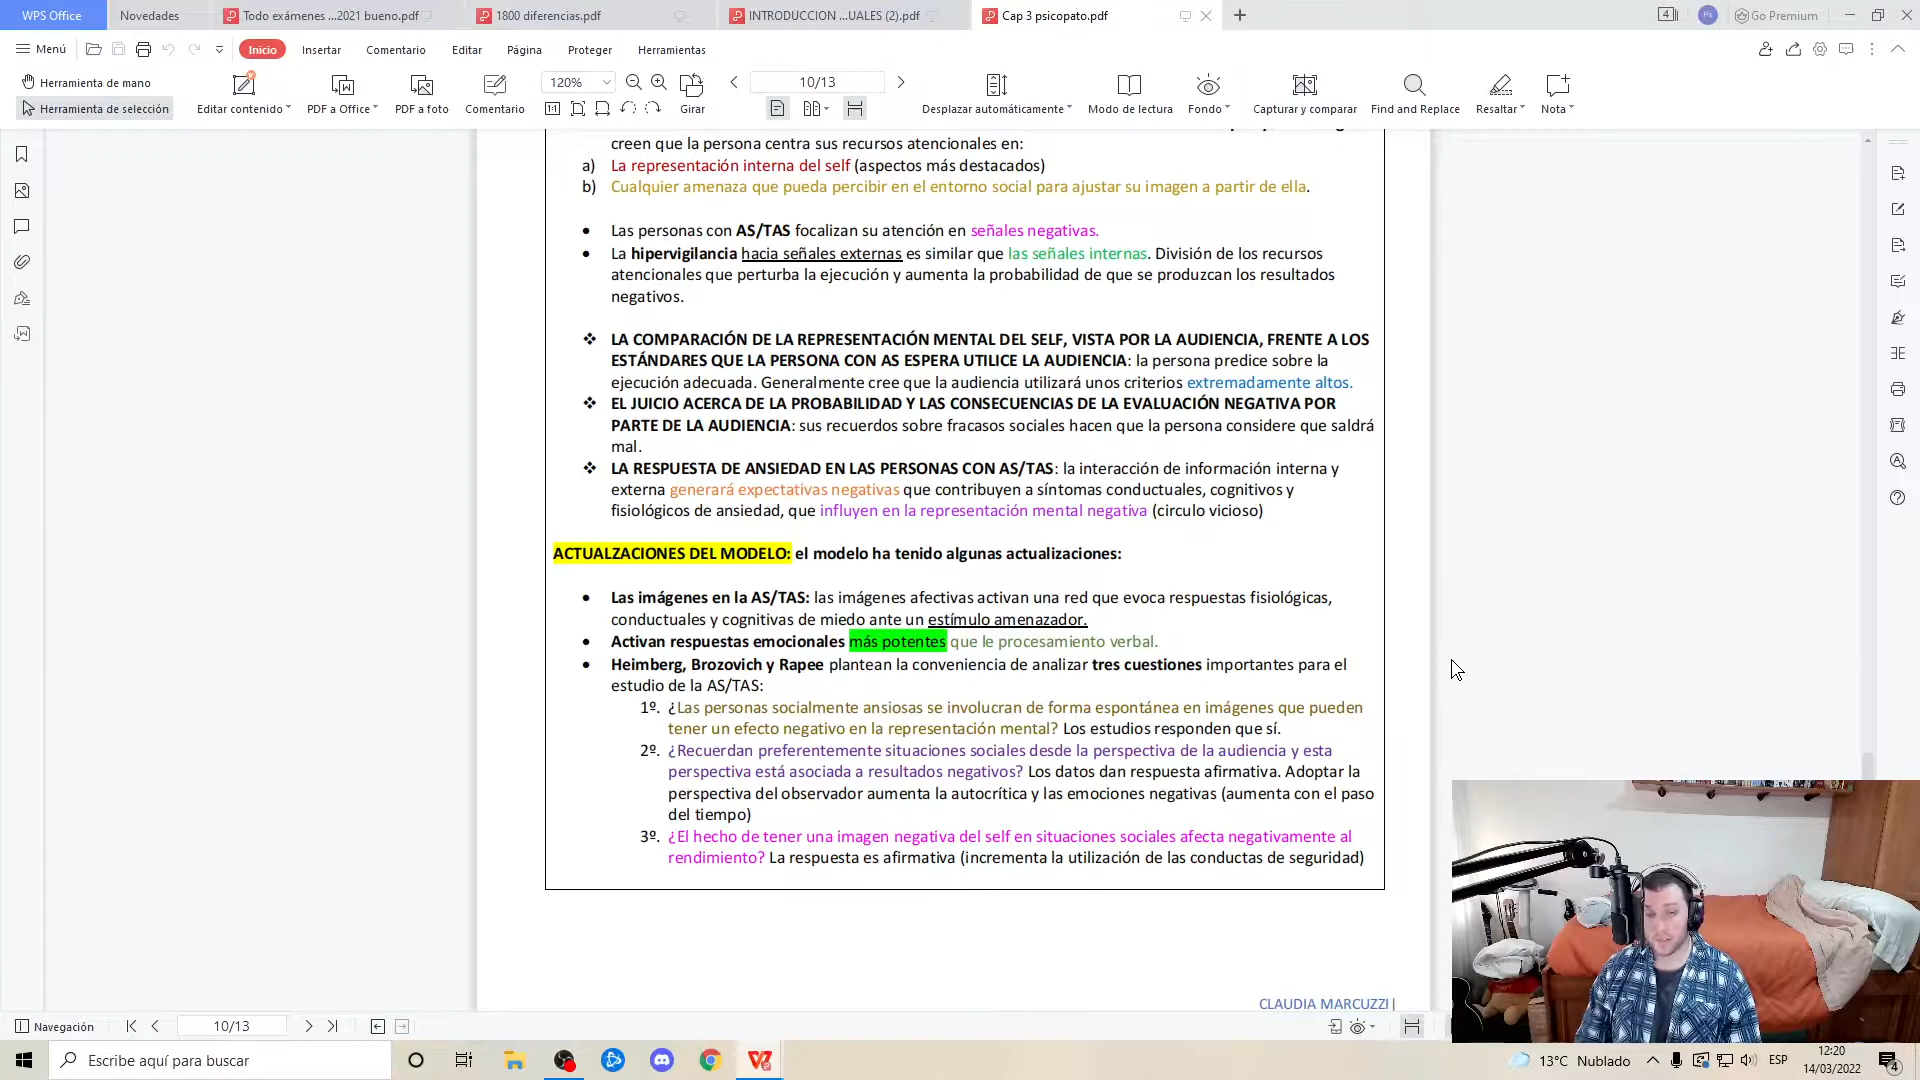 WPS Office
Novedades
Todo exámenes ...2021 bueno.pdf
1800 diferencias.pdf
INTRODUCCION ...UALES (2).pdf
Cap 3 psicopato.pdf
Go Premium
Menú
Inicio
Insertar
Comentario
Editar
Página
Proteger
Herramientas
Herramienta de mano
Herramienta de selección
Editar contenido
PDF a Office
PDF a foto
Comentario
120%
Girar
10/13
Desplazar automáticamente
Modo de lectura
Fondo
Capturar y comparar
Find and Replace
Resaltar
Nota
creen que la persona centra sus recursos atencionales en:
a) La representación interna del self (aspectos más destacados)
b) Cualquier amenaza que pueda percibir en el entorno social para ajustar su imagen a partir de ella.
• Las personas con AS/TAS focalizan su atención en señales negativas.
• La hipervigilancia hacia señales externas es similar que las señales internas. División de los recursos
atencionales que perturba la ejecución y aumenta la probabilidad de que se produzcan los resultados
negativos.
❖ LA COMPARACIÓN DE LA REPRESENTACIÓN MENTAL DEL SELF, VISTA POR LA AUDIENCIA, FRENTE A LOS
ESTÁNDARES QUE LA PERSONA CON AS ESPERA UTILICE LA AUDIENCIA: la persona predice sobre la
ejecución adecuada. Generalmente cree que la audiencia utilizará unos criterios extremadamente altos.
❖ EL JUICIO ACERCA DE LA PROBABILIDAD Y LAS CONSECUENCIAS DE LA EVALUACIÓN NEGATIVA POR
PARTE DE LA AUDIENCIA: sus recuerdos sobre fracasos sociales hacen que la persona considere que saldrá
mal.
❖ LA RESPUESTA DE ANSIEDAD EN LAS PERSONAS CON AS/TAS: la interacción de información interna y
externa generará expectativas negativas que contribuyen a síntomas conductuales, cognitivos y
fisiológicos de ansiedad, que influyen en la representación mental negativa (circulo vicioso)
ACTUALZACIONES DEL MODELO: el modelo ha tenido algunas actualizaciones:
• Las imágenes en la AS/TAS: las imágenes afectivas activan una red que evoca respuestas fisiológicas,
conductuales y cognitivas de miedo ante un estímulo amenazador.
• Activan respuestas emocionales más potentes que le procesamiento verbal.
• Heimberg, Brozovich y Rapee plantean la conveniencia de analizar tres cuestiones importantes para el
estudio de la AS/TAS:
1º. ¿Las personas socialmente ansiosas se involucran de forma espontánea en imágenes que pueden
tener un efecto negativo en la representación mental? Los estudios responden que sí.
2º. ¿Recuerdan preferentemente situaciones sociales desde la perspectiva de la audiencia y esta
perspectiva está asociada a resultados negativos? Los datos dan respuesta afirmativa. Adoptar la
perspectiva del observador aumenta la autocrítica y las emociones negativas (aumenta con el paso
del tiempo)
3º. ¿El hecho de tener una imagen negativa del self en situaciones sociales afecta negativamente al
rendimiento? La respuesta es afirmativa (incrementa la utilización de las conductas de seguridad)
CLAUDIA MARCUZZI|
Navegación
10/13
Escribe aquí para buscar
13°C Nublado
ESP
12:20
14/03/2022
4